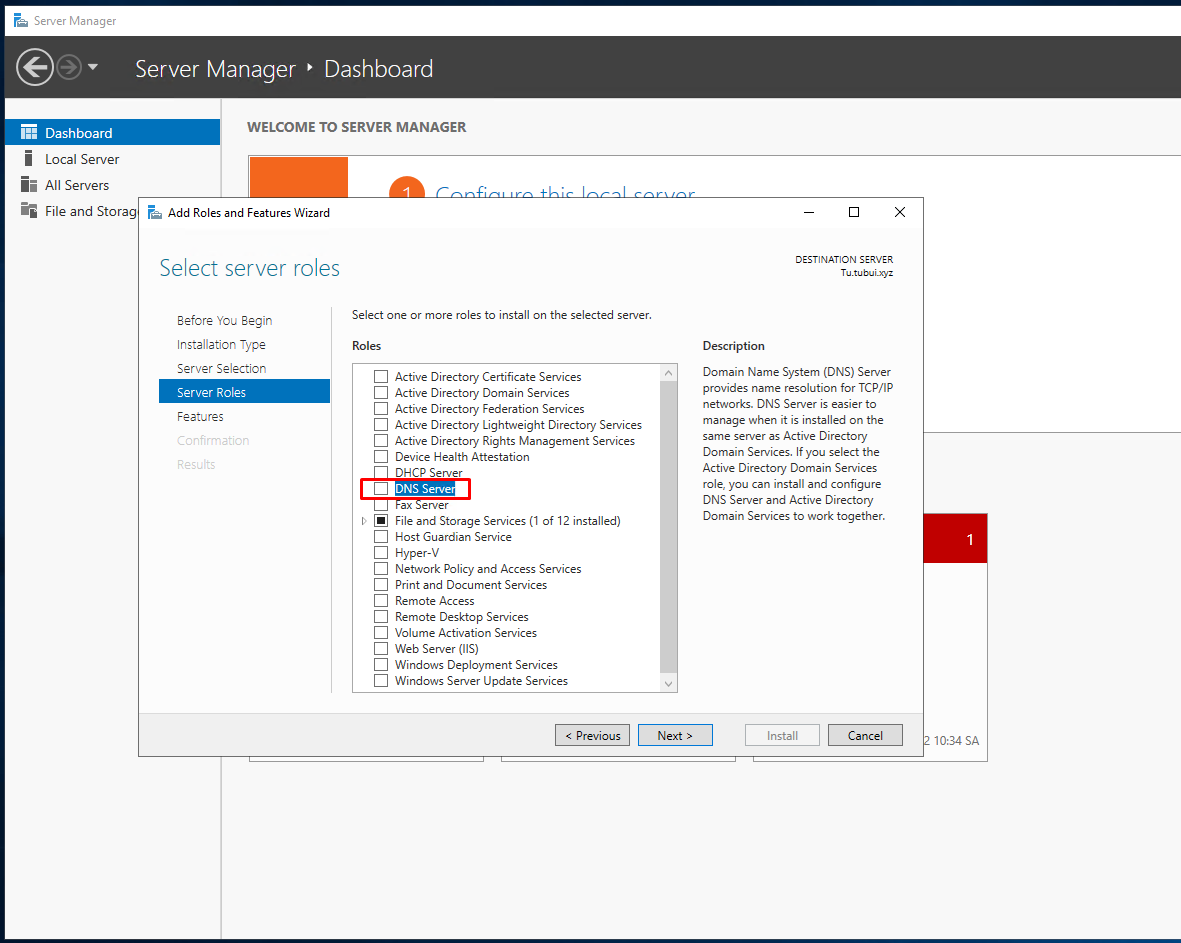 Server Manager
Server Manager ‣ Dashboard
Dashboard
Local Server
All Servers
File and Storag
WELCOME TO SERVER MANAGER
1
Configure this local server
Add Roles and Features Wizard
Select server roles
DESTINATION SERVER
Tu.tubui.xyz
Before You Begin
Installation Type
Server Selection
Server Roles
Features
Confirmation
Results
Select one or more roles to install on the selected server.
Roles
Active Directory Certificate Services
Active Directory Domain Services
Active Directory Federation Services
Active Directory Lightweight Directory Services
Active Directory Rights Management Services
Device Health Attestation
DHCP Server
DNS Server
Fax Server
File and Storage Services (1 of 12 installed)
Host Guardian Service
Hyper-V
Network Policy and Access Services
Print and Document Services
Remote Access
Remote Desktop Services
Volume Activation Services
Web Server (IIS)
Windows Deployment Services
Windows Server Update Services
Description
Domain Name System (DNS) Server
provides name resolution for TCP/IP
networks. DNS Server is easier to
manage when it is installed on the
same server as Active Directory
Domain Services. If you select the
Active Directory Domain Services
role, you can install and configure
DNS Server and Active Directory
Domain Services to work together.
1
< Previous
Next >
Install
Cancel
2 10:34 SA